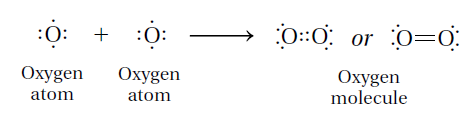 :Ȯ: + :Ȯ: ⟶ :Ȯ::Ȯ: or :Ȯ=Ȯ:
Oxygen atom
Oxygen atom
Oxygen molecule